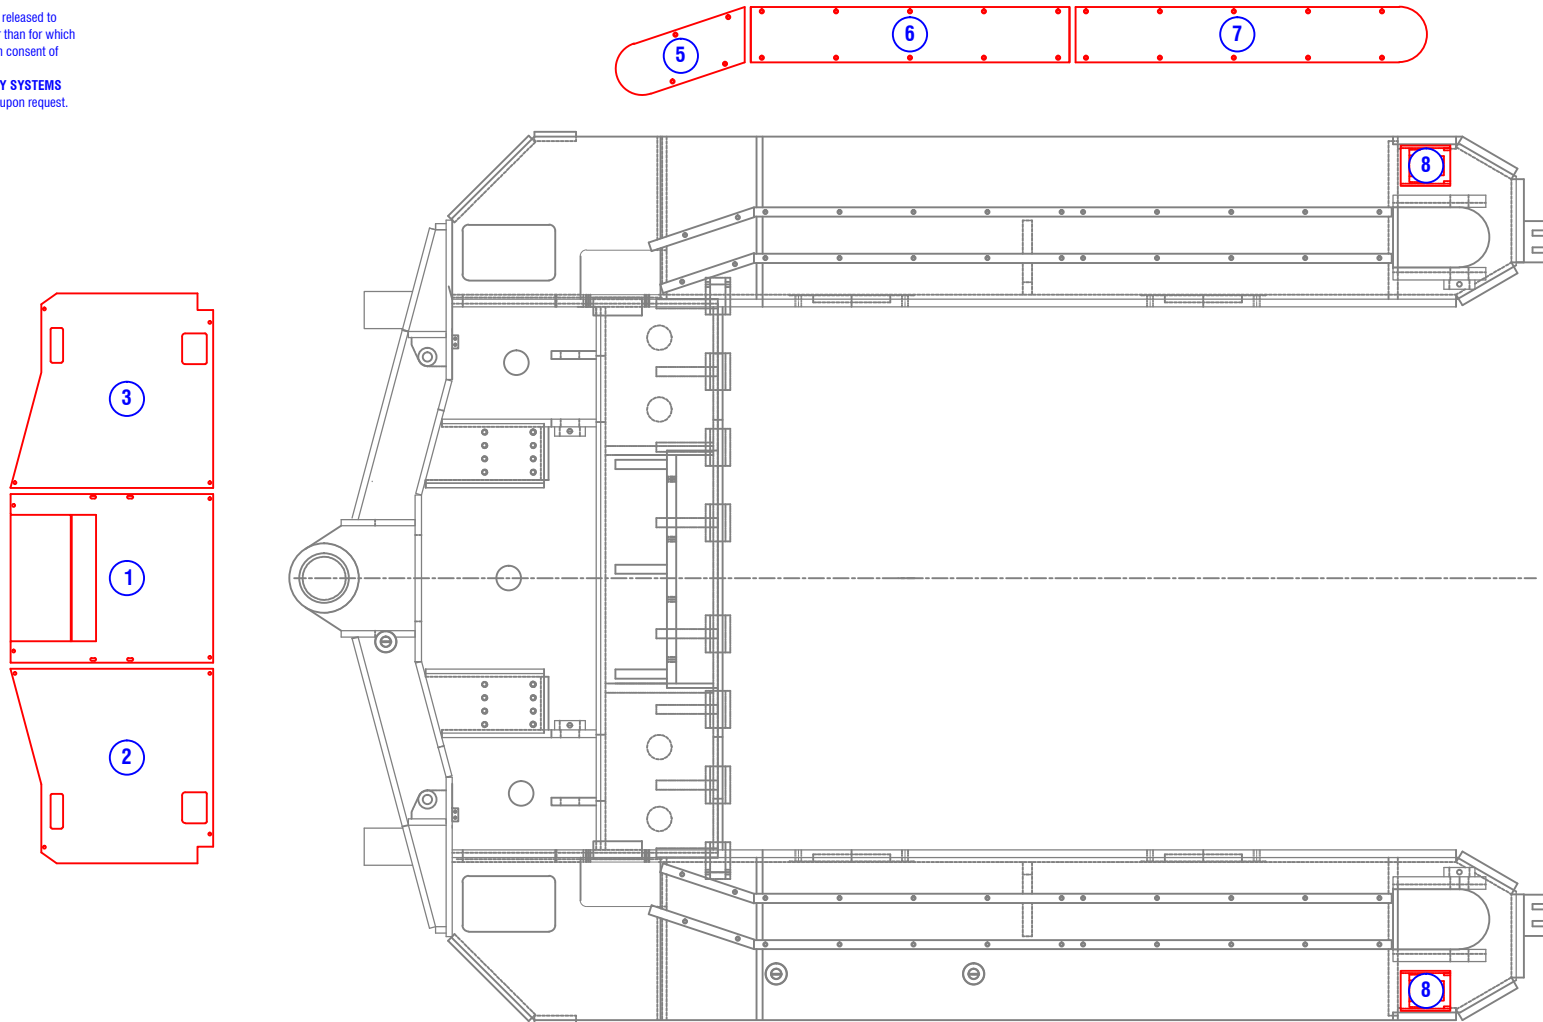 released to
than for which
consent of
Y SYSTEMS
upon request.
5
6
7
8
3
1
2
8